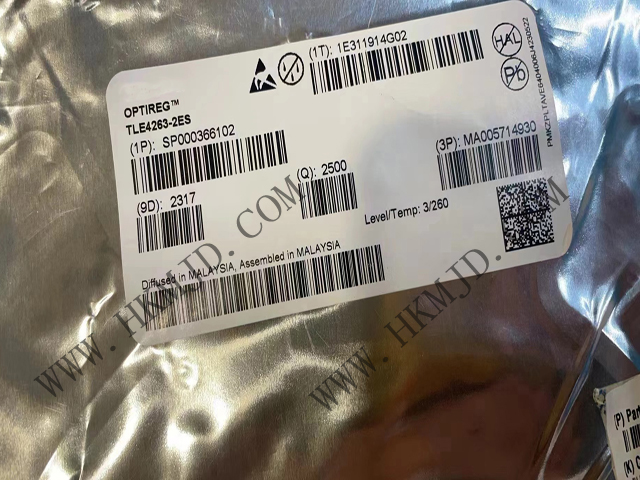 (1T): 1E311914G02
HAL
Pb
OPTIREG™
TLE4263-2ES
(1P): SP000366102
(3P): MA005714930
(Q): 2500
(9D): 2317
Level/Temp: 3/260
Diffused in MALAYSIA, Assembled in MALAYSIA
WWW.HKMJD.COM
WWW.HKMJD.
(P) Part
(K) C